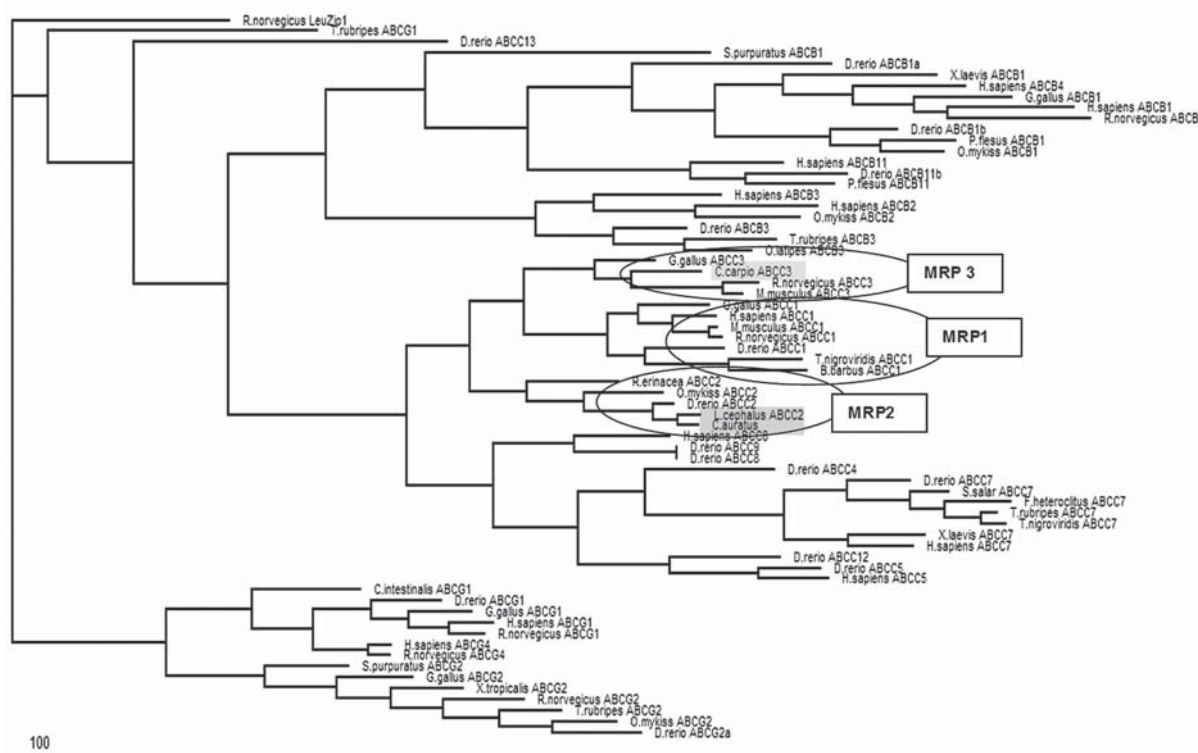 R.norvegicus LeuZip1
T.rubripes ABCG1
D.rerio ABCC13
S.purpuratus ABCB1
D.rerio ABCB1a
X.laevis ABCB1
H.sapiens ABCB4
G.gallus ABCB1
H.sapiens ABCB1
R.norvegicus ABCB
D.rerio ABCB1b
P.flesus ABCB1
O.mykiss ABCB1
H.sapiens ABCB11
D.rerio ABCB11b
P.flesus ABCB11
H.sapiens ABCB3
H.sapiens ABCB2
O.mykiss ABCB2
D.rerio ABCB3
T.rubripes ABCB3
O.latipes ABCB3
G.gallus ABCC3
C.carpio ABCC3
MRP 3
R.norvegicus ABCC3
M.musculus ABCC3
G.gallus ABCC1
H.sapiens ABCC1
M.musculus ABCC1
R.norvegicus ABCC1
MRP1
D.rerio ABCC1
T.nigroviridis ABCC1
B.barbus ABCC1
R.erinacea ABCC2
O.mykiss ABCC2
D.rerio ABCC2
MRP2
L.cephalus ABCC2
C.auratus
H.sapiens ABCC8
D.rerio ABCC9
D.rerio ABCC8
D.rerio ABCC4
D.rerio ABCC7
S.salar ABCC7
F.heteroclitus ABCC7
T.rubripes ABCC7
T.nigroviridis ABCC7
X.laevis ABCC7
H.sapiens ABCC7
D.rerio ABCC12
D.rerio ABCC5
H.sapiens ABCC5
C.intestinalis ABCG1
D.rerio ABCG1
G.gallus ABCG1
H.sapiens ABCG1
R.norvegicus ABCG1
H.sapiens ABCG4
R.norvegicus ABCG4
S.purpuratus ABCG2
G.gallus ABCG2
X.tropicalis ABCG2
R.norvegicus ABCG2
T.rubripes ABCG2
O.mykiss ABCG2
D.rerio ABCG2a
100